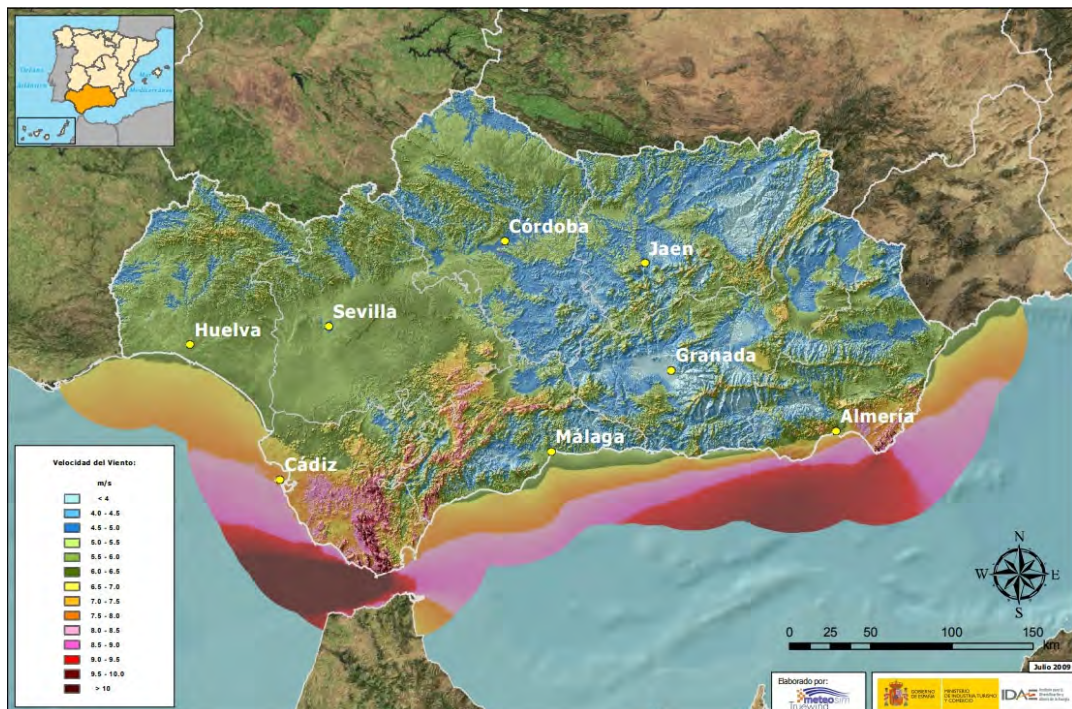 Océano
Atlántico
Mar
Mediterráneo
Córdoba
Jaen
Sevilla
Huelva
Granada
Almería
Málaga
Cádiz
Velocidad del Viento:
m/s
< 4
4.0 - 4.5
4.5 - 5.0
5.0 - 5.5
5.5 - 6.0
6.0 - 6.5
6.5 - 7.0
7.0 - 7.5
7.5 - 8.0
8.0 - 8.5
8.5 - 9.0
9.0 - 9.5
9.5 - 10.0
> 10
N
W E
S
0 25 50 100 150
km
Julio 2009
Elaborado por:
meteosim
Truewind
GOBIERNO
DE ESPAÑA
MINISTERIO
DE INDUSTRIA, TURISMO
Y COMERCIO
IDAE